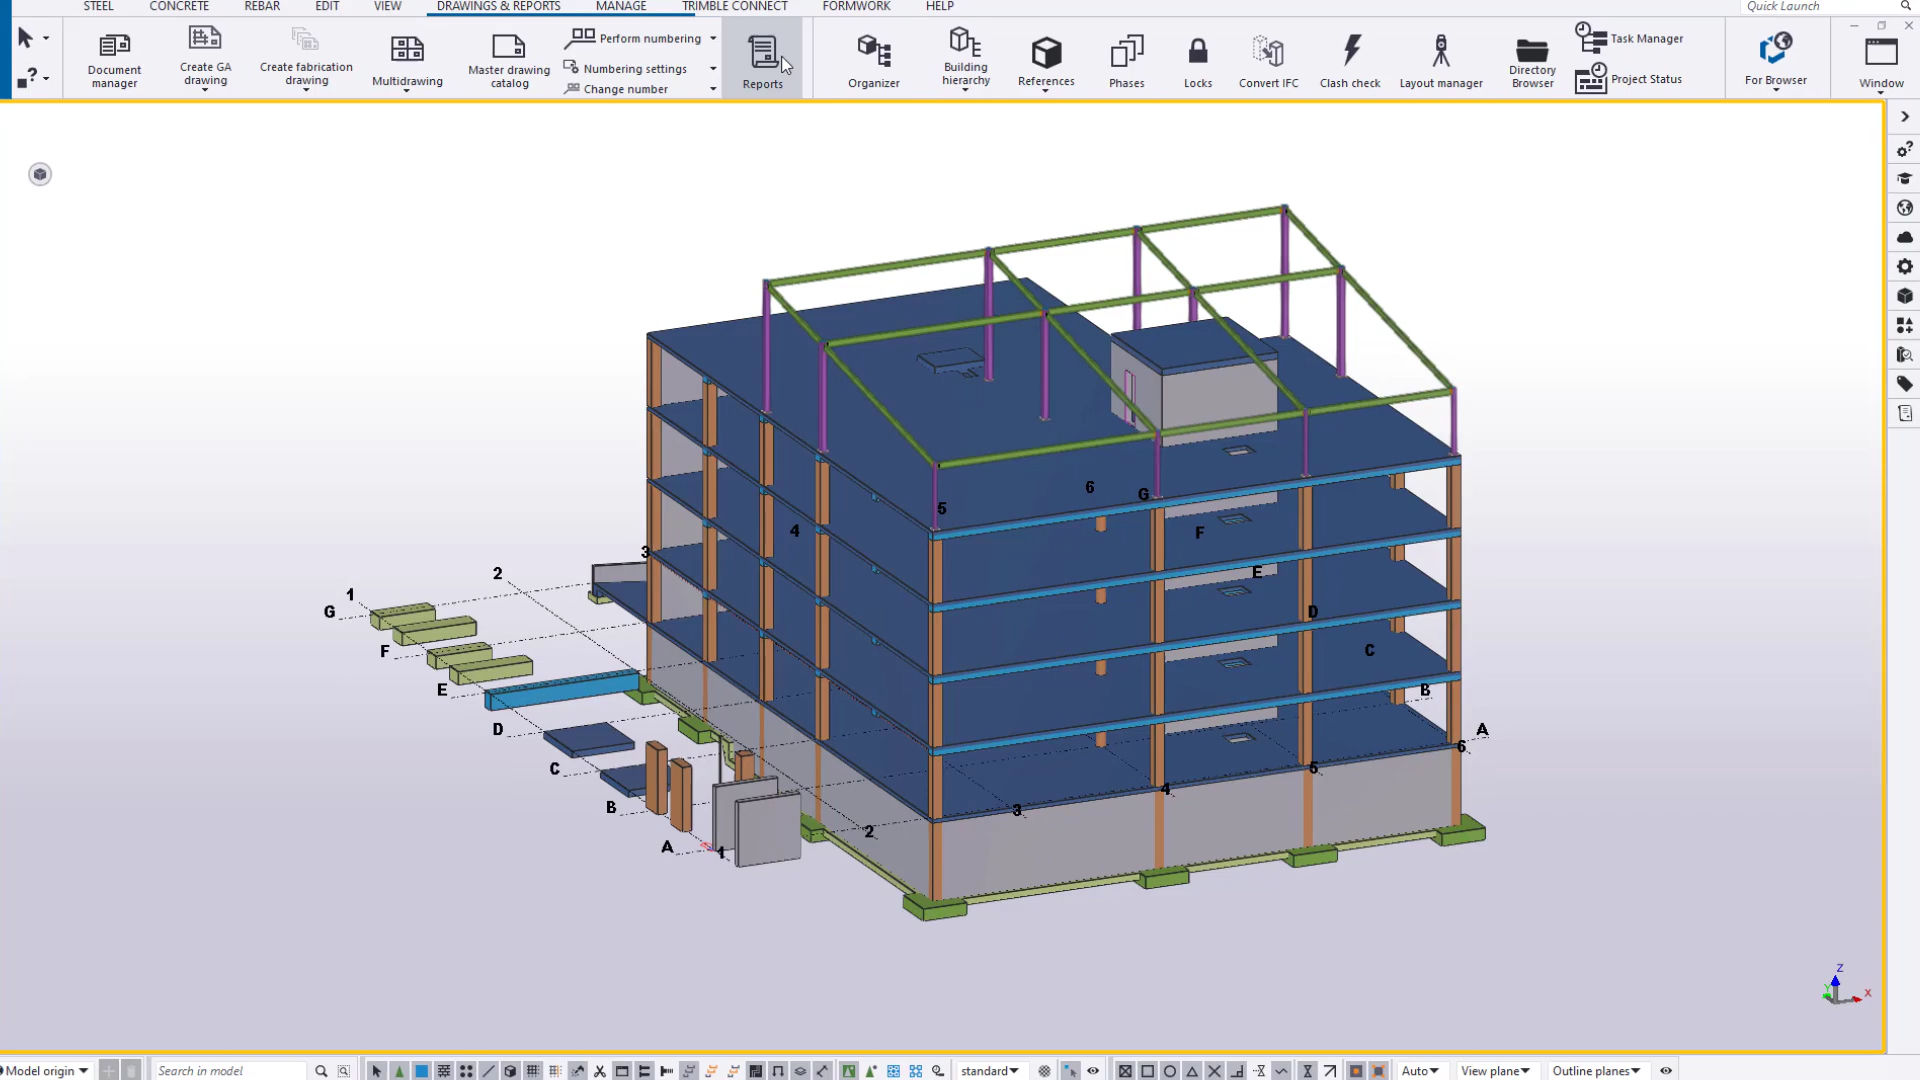 STEEL CONCRETE REBAR EDIT VIEW DRAWINGS & REPORTS MANAGE TRIMBLE CONNECT FORMWORK HELP Quick Launch
Document manager
Create GA drawing
Create fabrication drawing
Multidrawing
Master drawing catalog
Perform numbering
Numbering settings
Change number
Reports
Organizer
Building hierarchy
References
Phases
Locks
Convert IFC
Clash check
Layout manager
Directory Browser
Task Manager
Project Status
For Browser
Window
6
G
5
4
F
3
2
E
1
G
D
F
C
E
B
D
A
6
C
5
4
B
3
2
A
1
Z
Y
X
Model origin Search in model standard Auto View plane Outline planes